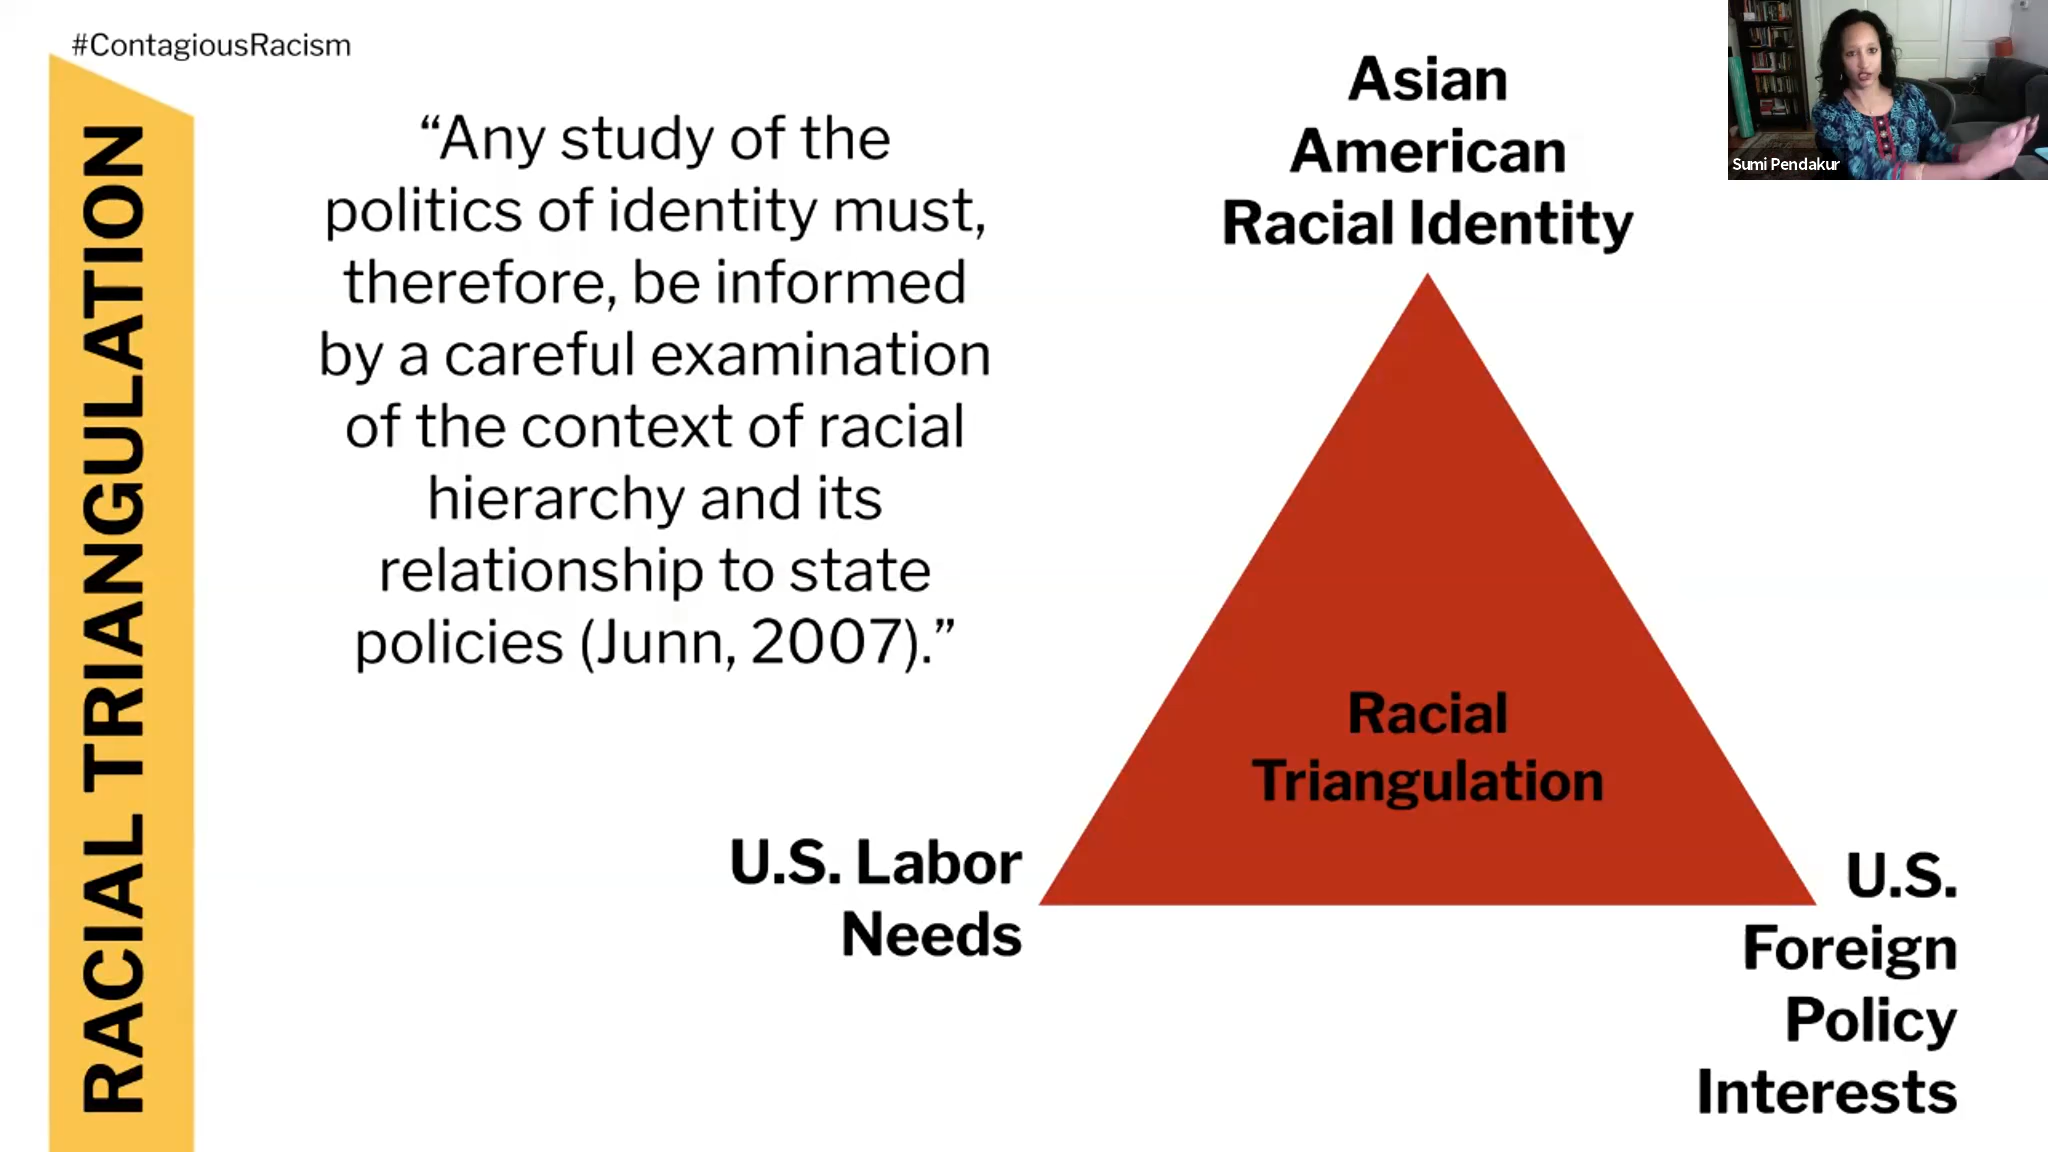 #ContagiousRacism
RACIAL TRIANGULATION
“Any study of the
politics of identity must,
therefore, be informed
by a careful examination
of the context of racial
hierarchy and its
relationship to state
policies (Junn, 2007).”
Asian
American
Racial Identity
Racial
Triangulation
U.S. Labor
Needs
U.S.
Foreign
Policy
Interests
Sumi Pendakur